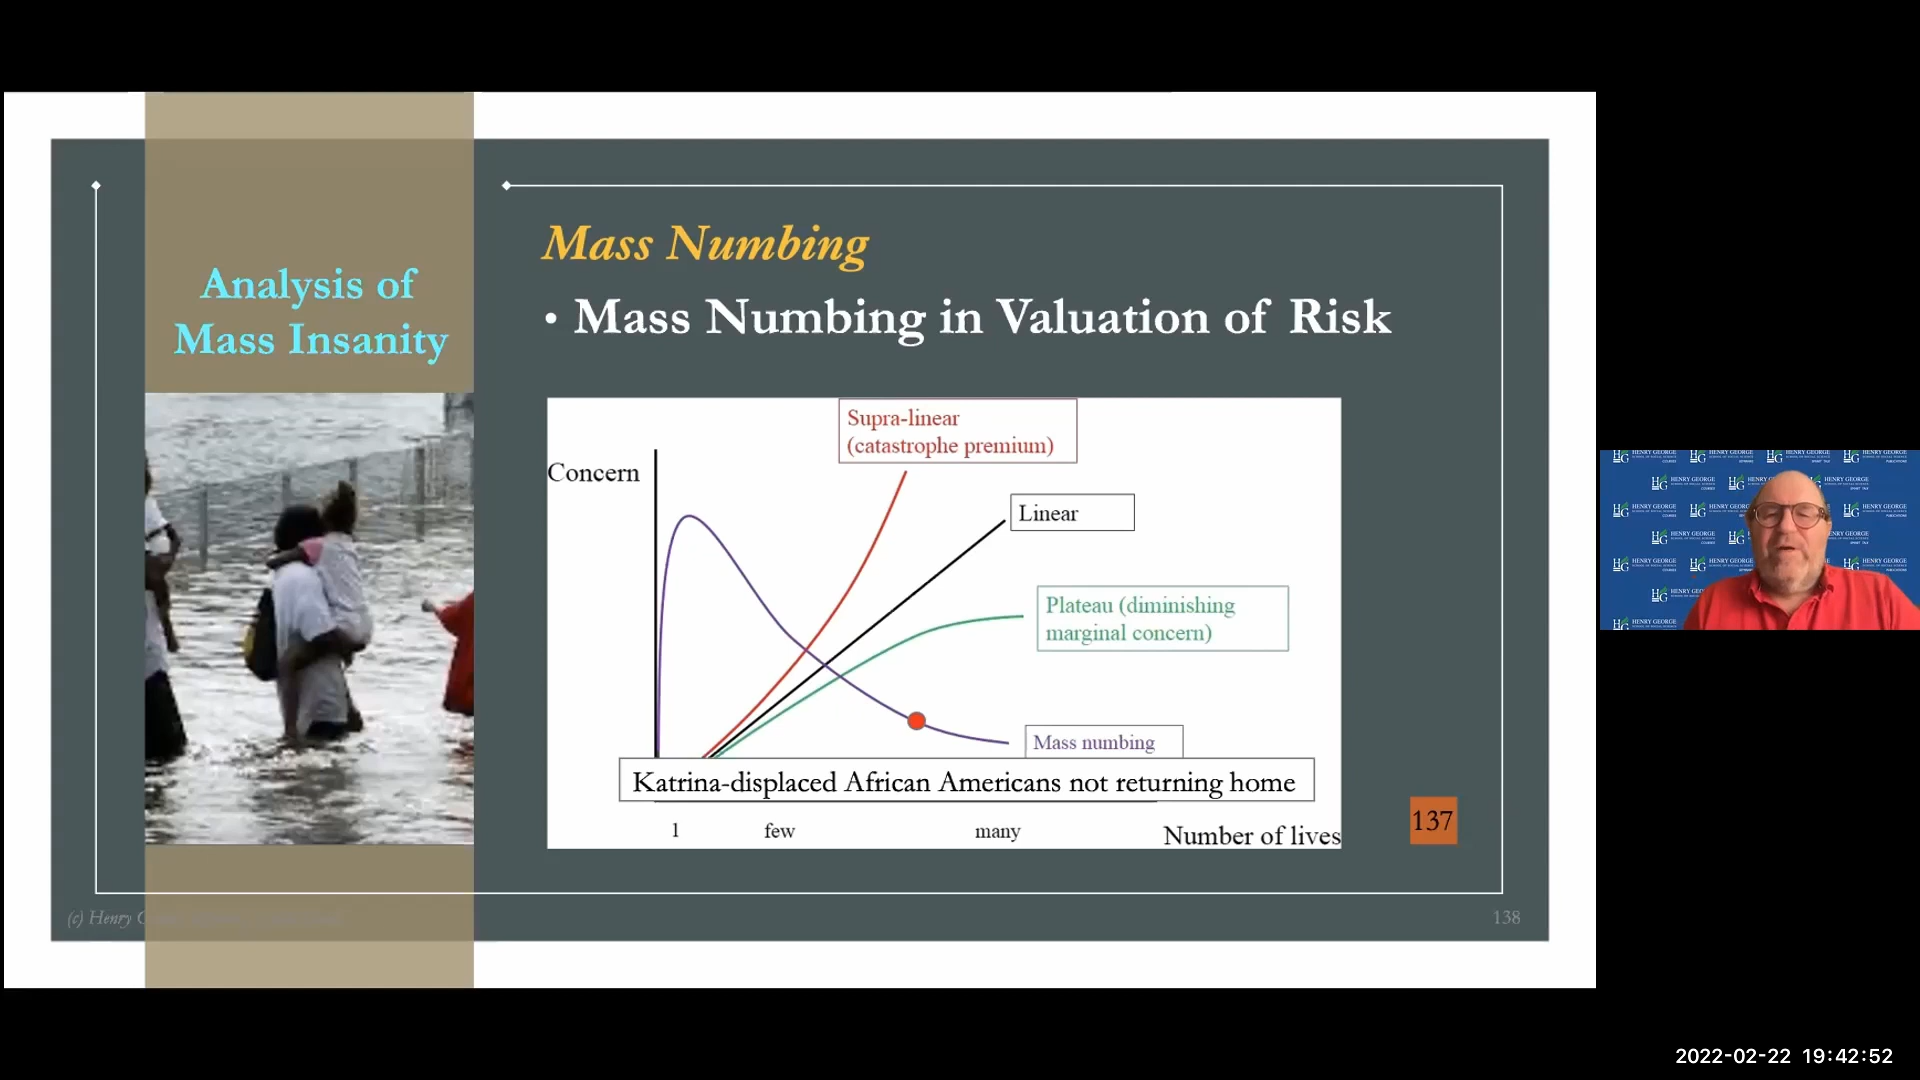 Analysis of
Mass Insanity
Mass Numbing
• Mass Numbing in Valuation of Risk
Supra-linear
(catastrophe premium)
Concern
Linear
Plateau (diminishing
marginal concern)
Mass numbing
Katrina-displaced African Americans not returning home
1 few many Number of lives
137
(c) Henry
138
HENRY GEORGE
2022-02-22 19:42:52